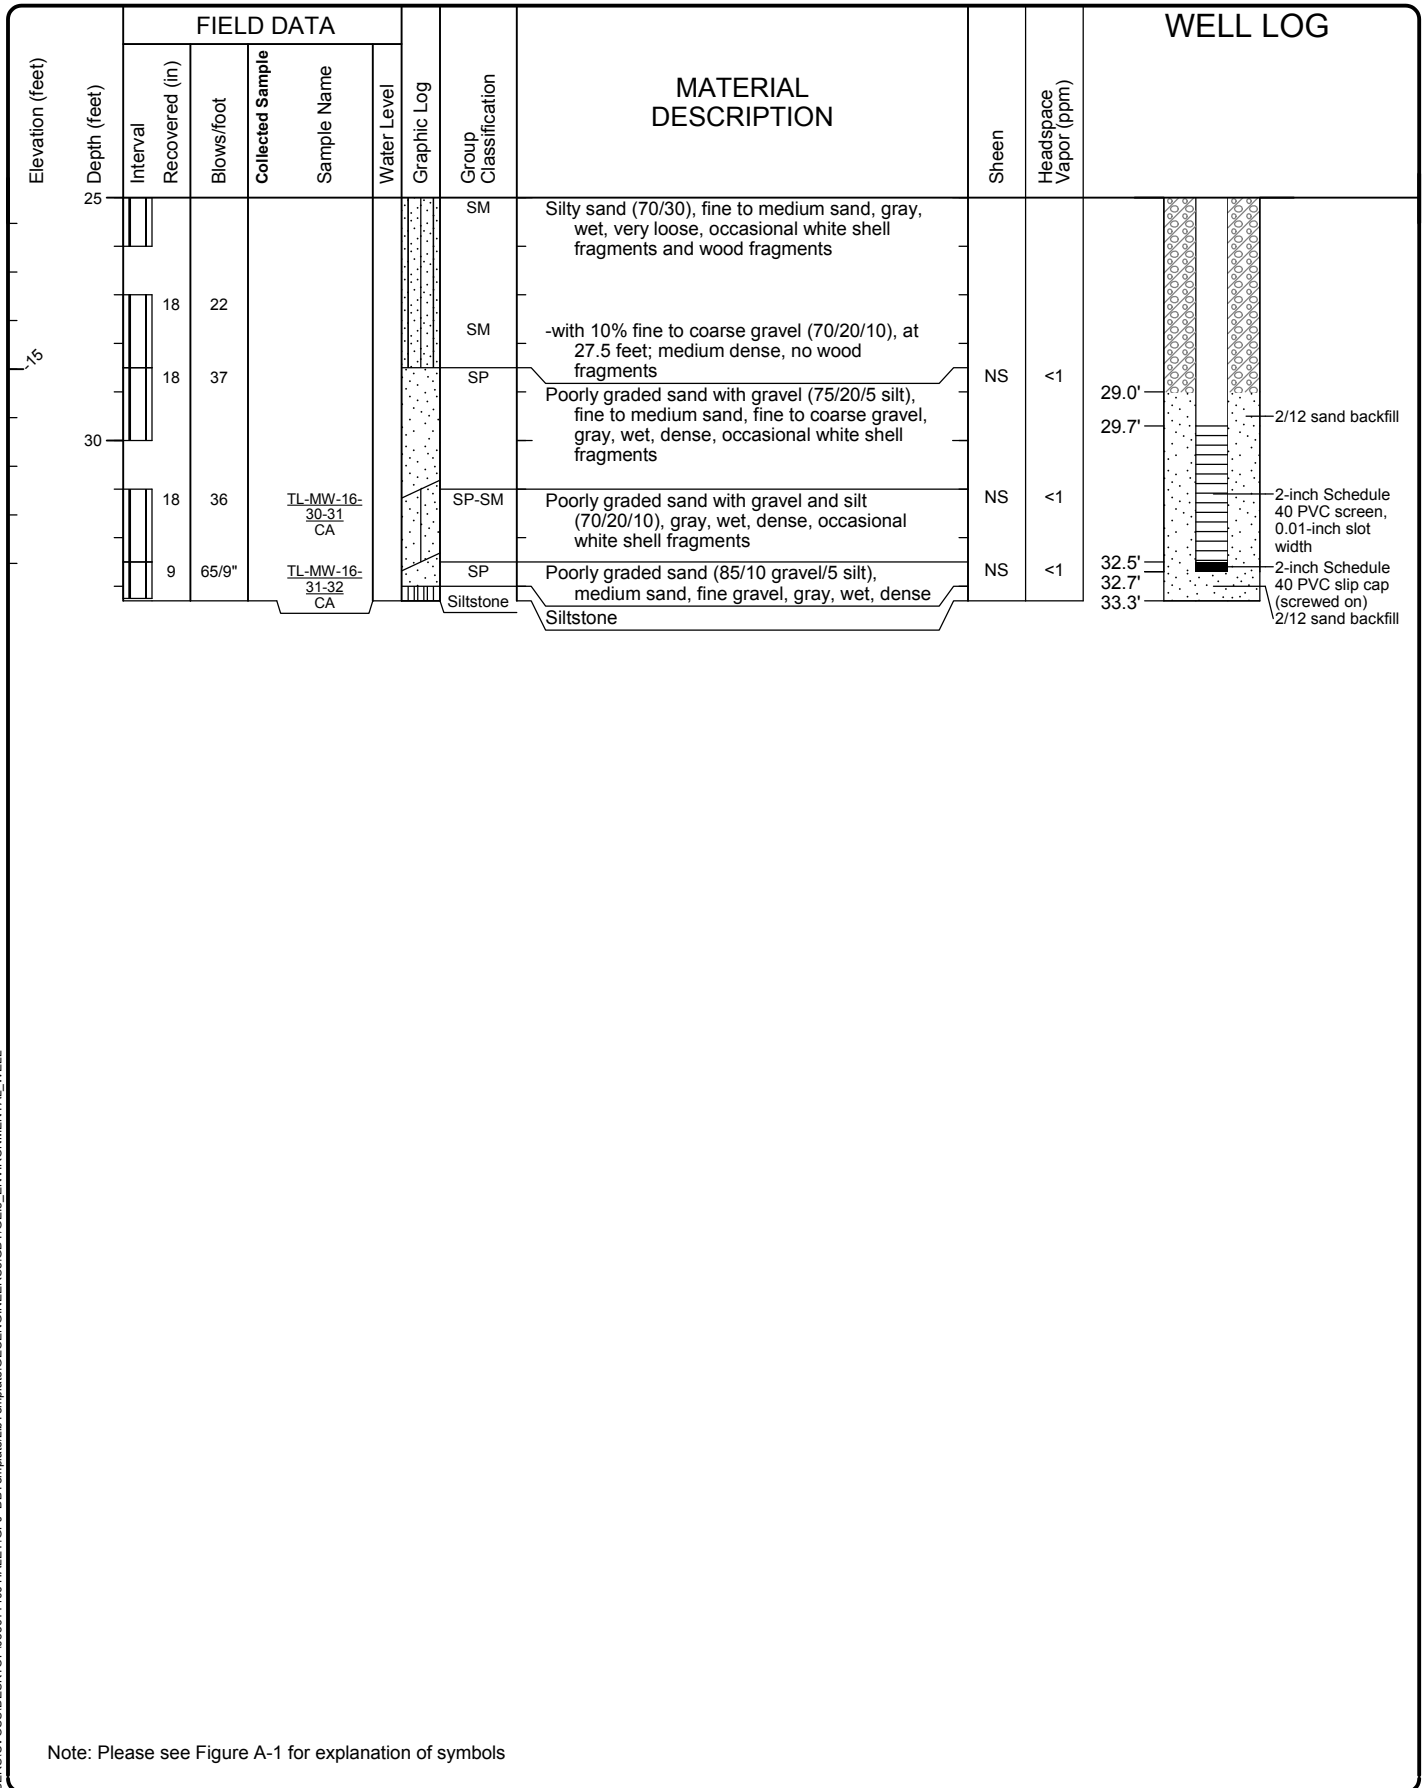 FIELD DATA
WELL LOG
Elevation (feet)
Depth (feet)
Interval
Recovered (in)
Blows/foot
Collected Sample
Sample Name
Water Level
Graphic Log
Group
Classification
MATERIAL
DESCRIPTION
Sheen
Headspace
Vapor (ppm)
25
SM
Silty sand (70/30), fine to medium sand, gray,
wet, very loose, occasional white shell
fragments and wood fragments
18
22
SM
-with 10% fine to coarse gravel (70/20/10), at
27.5 feet; medium dense, no wood
fragments
-15
18
37
SP
NS
<1
Poorly graded sand with gravel (75/20/5 silt),
fine to medium sand, fine to coarse gravel,
gray, wet, dense, occasional white shell
fragments
29.0'
29.7'
2/12 sand backfill
30
18
36
TL-MW-16-
30-31
CA
SP-SM
Poorly graded sand with gravel and silt
(70/20/10), gray, wet, dense, occasional
white shell fragments
NS
<1
2-inch Schedule
40 PVC screen,
0.01-inch slot
width
9
65/9"
TL-MW-16-
31-32
CA
SP
Poorly graded sand (85/10 gravel/5 silt),
medium sand, fine gravel, gray, wet, dense
NS
<1
32.5'
32.7'
33.3'
2-inch Schedule
40 PVC slip cap
(screwed on)
2/12 sand backfill
Siltstone
Siltstone
Note: Please see Figure A-1 for explanation of symbols